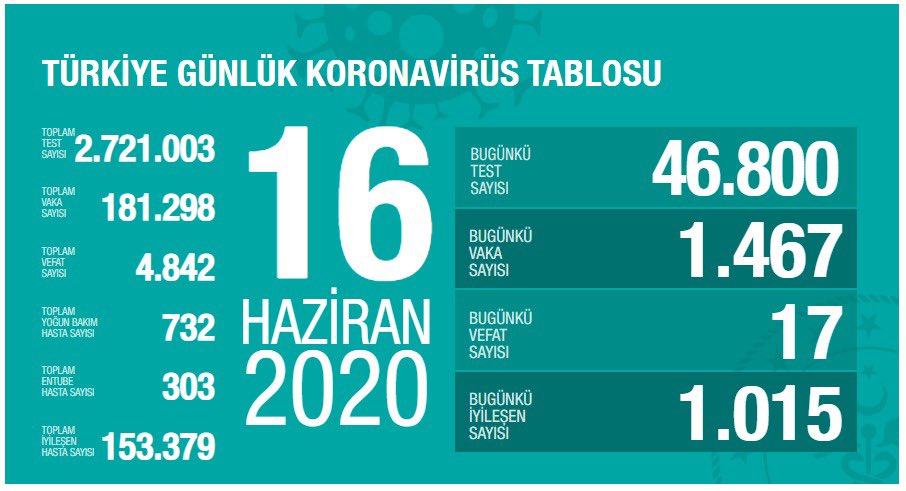 TÜRKİYE GÜNLÜK KORONAVİRÜS TABLOSU
TOPLAM
TEST
SAYISI
2.721.003
TOPLAM
VAKA
SAYISI
181.298
TOPLAM
VEFAT
SAYISI
4.842
TOPLAM
YOĞUN BAKIM
HASTA SAYISI
732
TOPLAM
ENTUBE
HASTA SAYISI
303
TOPLAM
İYİLEŞEN
HASTA SAYISI
153.379
16
HAZİRAN
2020
BUGÜNKÜ
TEST
SAYISI
46.800
BUGÜNKÜ
VAKA
SAYISI
1.467
BUGÜNKÜ
VEFAT
SAYISI
17
BUGÜNKÜ
İYİLEŞEN
SAYISI
1.015